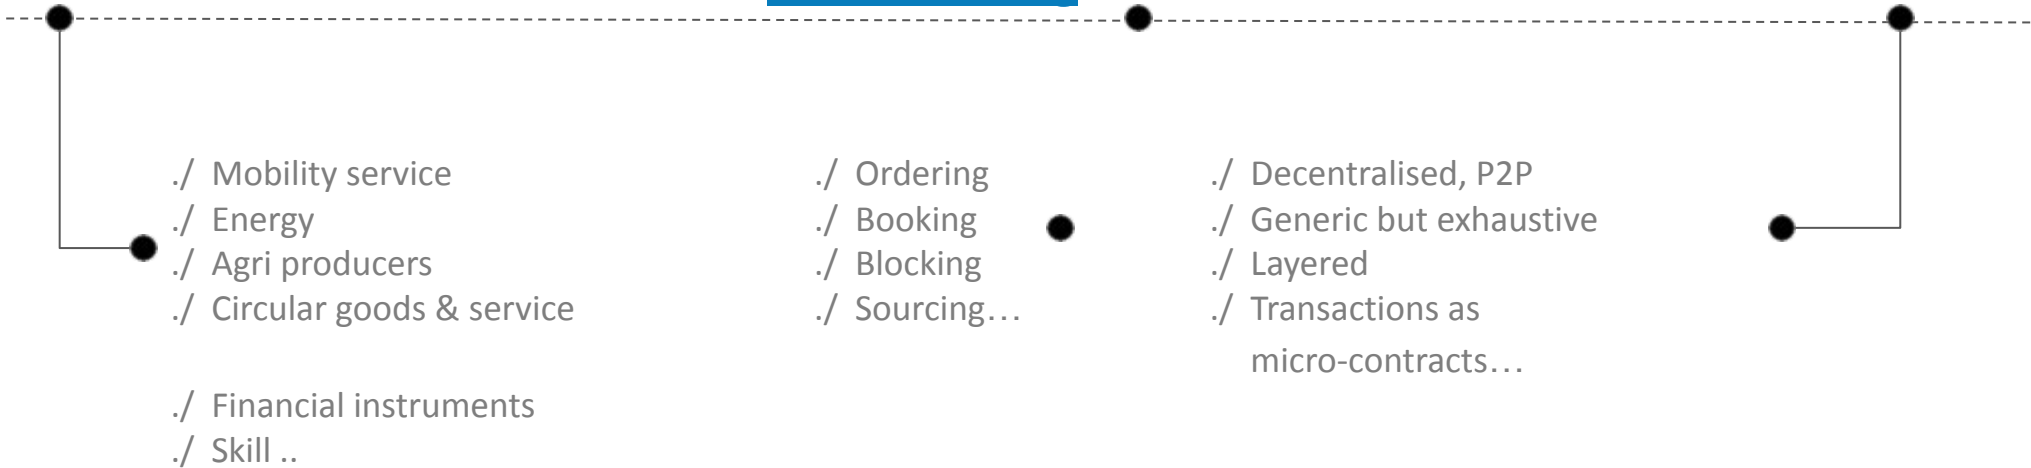 ./ Mobility service
./ Energy
./ Agri producers
./ Circular goods & service
./ Financial instruments
./ Skill ..
./ Ordering
./ Booking
./ Blocking
./ Sourcing…
./ Decentralised, P2P
./ Generic but exhaustive
./ Layered
./ Transactions as
micro-contracts…